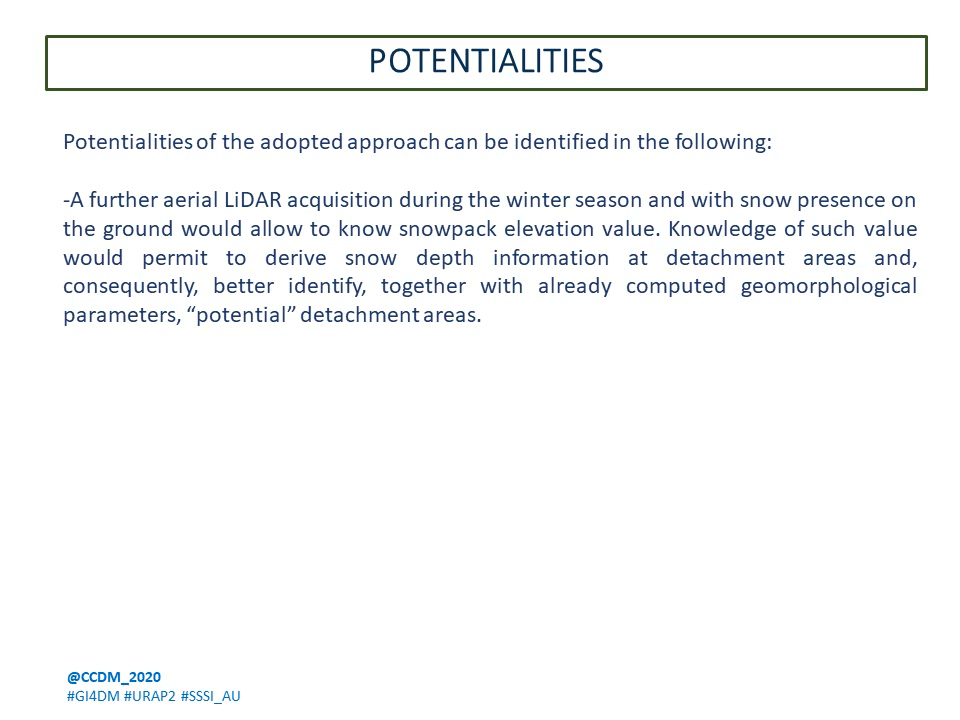 POTENTIALITIES
Potentialities of the adopted approach can be identified in the following:
-A further aerial LiDAR acquisition during the winter season and with snow presence on
the ground would allow to know snowpack elevation value. Knowledge of such value
would permit to derive snow depth information at detachment areas and,
consequently, better identify, together with already computed geomorphological
parameters, “potential” detachment areas.
@CCDM_2020
#GI4DM #URAP2 #SSSI_AU